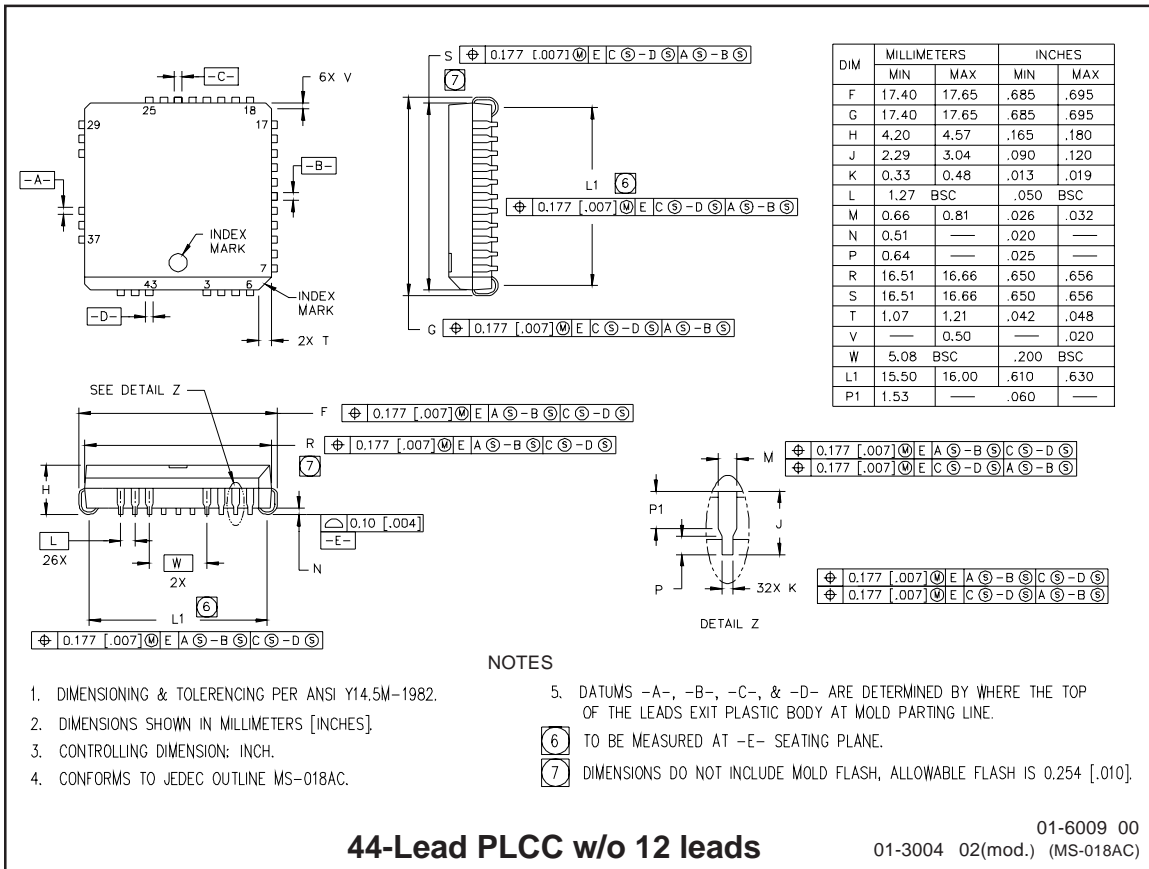 -C-
6X V
25
18
29
17
-B-
-A-
37
INDEX
MARK
7
43
3
6
INDEX
MARK
-D-
2X T
S ⌖ 0.177 [.007]Ⓜ E C Ⓢ-D Ⓢ A Ⓢ-B Ⓢ
7
L1 6
⌖ 0.177 [.007]Ⓜ E C Ⓢ-D Ⓢ A Ⓢ-B Ⓢ
G ⌖ 0.177 [.007]Ⓜ E C Ⓢ-D Ⓢ A Ⓢ-B Ⓢ
DIM MILLIMETERS INCHES
MIN MAX MIN MAX
F 17.40 17.65 .685 .695
G 17.40 17.65 .685 .695
H 4.20 4.57 .165 .180
J 2.29 3.04 .090 .120
K 0.33 0.48 .013 .019
L 1.27 BSC .050 BSC
M 0.66 0.81 .026 .032
N 0.51 — .020 —
P 0.64 — .025 —
R 16.51 16.66 .650 .656
S 16.51 16.66 .650 .656
T 1.07 1.21 .042 .048
V — 0.50 — .020
W 5.08 BSC .200 BSC
L1 15.50 16.00 .610 .630
P1 1.53 — .060 —
SEE DETAIL Z
F ⌖ 0.177 [.007]Ⓜ E A Ⓢ-B Ⓢ C Ⓢ-D Ⓢ
R ⌖ 0.177 [.007]Ⓜ E A Ⓢ-B Ⓢ C Ⓢ-D Ⓢ
7
H
⌓ 0.10 [.004]
-E-
L
26X
W
2X
N
L1 6
⌖ 0.177 [.007]Ⓜ E A Ⓢ-B Ⓢ C Ⓢ-D Ⓢ
M ⌖ 0.177 [.007]Ⓜ E A Ⓢ-B Ⓢ C Ⓢ-D Ⓢ
⌖ 0.177 [.007]Ⓜ E C Ⓢ-D Ⓢ A Ⓢ-B Ⓢ
P1
J
P
32X K
⌖ 0.177 [.007]Ⓜ E A Ⓢ-B Ⓢ C Ⓢ-D Ⓢ
⌖ 0.177 [.007]Ⓜ E C Ⓢ-D Ⓢ A Ⓢ-B Ⓢ
DETAIL Z
NOTES
1. DIMENSIONING & TOLERENCING PER ANSI Y14.5M-1982.
2. DIMENSIONS SHOWN IN MILLIMETERS [INCHES].
3. CONTROLLING DIMENSION: INCH.
4. CONFORMS TO JEDEC OUTLINE MS-018AC.
5. DATUMS -A-, -B-, -C-, & -D- ARE DETERMINED BY WHERE THE TOP
OF THE LEADS EXIT PLASTIC BODY AT MOLD PARTING LINE.
6 TO BE MEASURED AT -E- SEATING PLANE.
7 DIMENSIONS DO NOT INCLUDE MOLD FLASH, ALLOWABLE FLASH IS 0.254 [.010].
44-Lead PLCC w/o 12 leads
01-6009 00
01-3004 02(mod.) (MS-018AC)